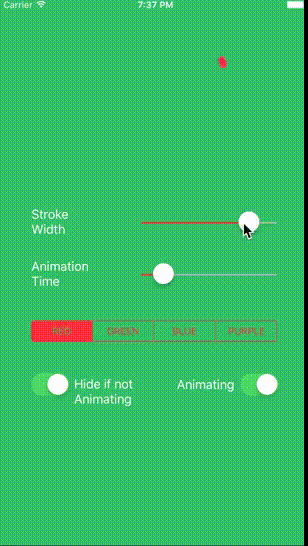 Carrier 7:37 PM
Stroke
Width
Animation
Time
RED GREEN BLUE PURPLE
Hide if not
Animating
Animating